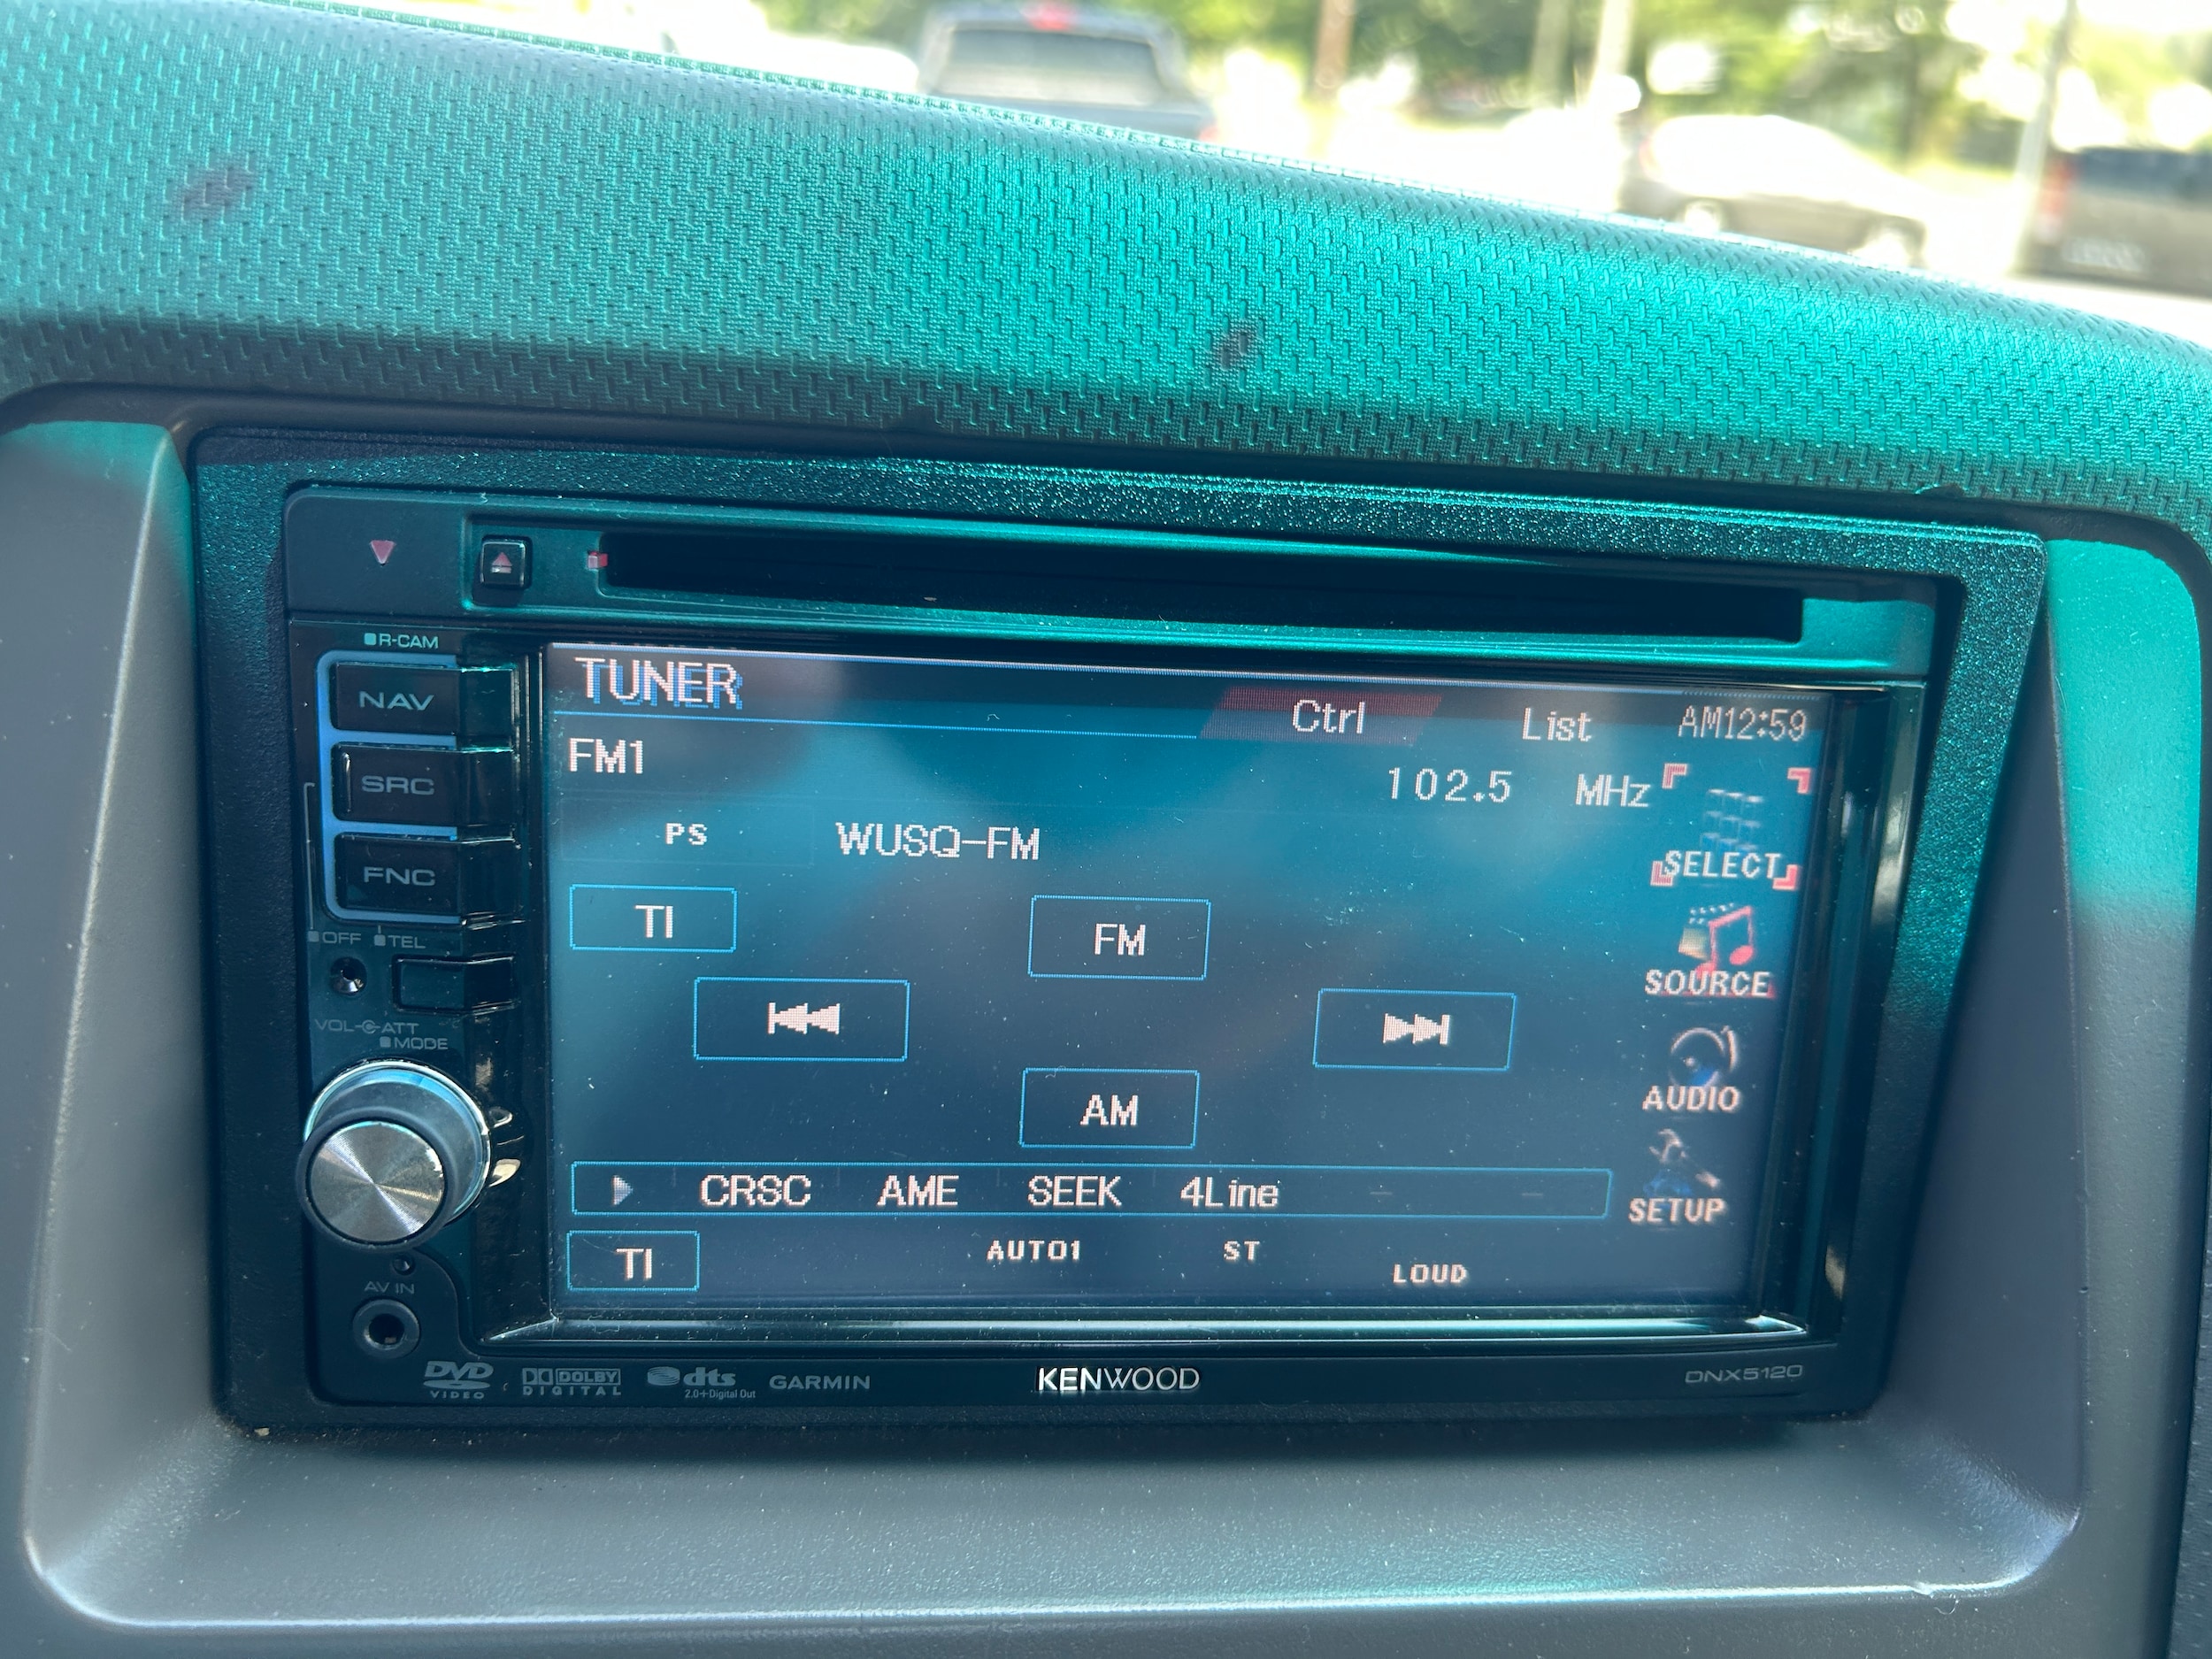 R-CAM
NAV
SRC
FNC
OFF TEL
VOL ATT
MODE
AV IN
TUNER
Ctrl List AM12:59
FM1 102.5 MHz
PS WUSQ-FM
SELECT
TI FM
SOURCE
AM
AUDIO
CRSC AME SEEK 4Line
SETUP
TI AUTO1 ST LOUD
DVD VIDEO
DOLBY DIGITAL
dts 2.0+Digital Out
GARMIN
KENWOOD
DNX5120